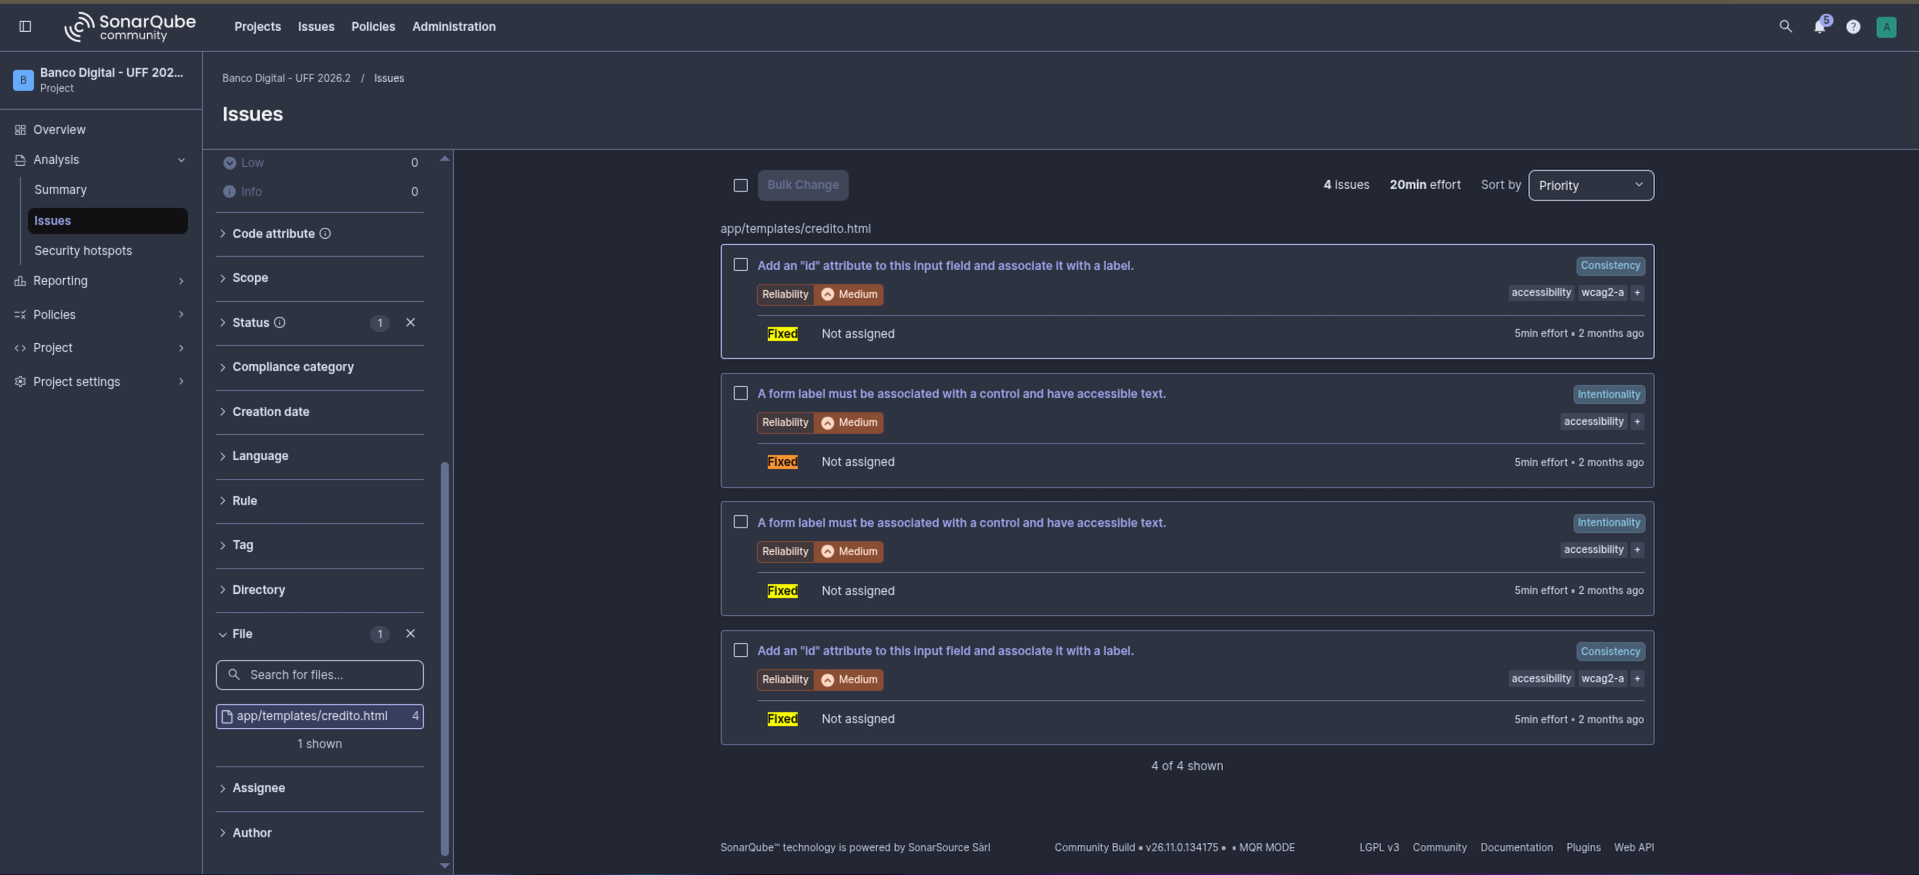 SonarQube
community
Projects
Issues
Policies
Administration
5
?
A
B
Banco Digital - UFF 202...
Project
Overview
Analysis
Summary
Issues
Security hotspots
Reporting
Policies
Project
Project settings
Banco Digital - UFF 2026.2 / Issues
Issues
Low 0
Info 0
Code attribute
Scope
Status 1
Compliance category
Creation date
Language
Rule
Tag
Directory
File 1
Search for files...
app/templates/credito.html 4
1 shown
Assignee
Author
Bulk Change
4 issues 20min effort Sort by Priority
app/templates/credito.html
Add an "id" attribute to this input field and associate it with a label. Consistency
Reliability Medium accessibility wcag2-a +
Fixed Not assigned 5min effort • 2 months ago
A form label must be associated with a control and have accessible text. Intentionality
Reliability Medium accessibility +
Fixed Not assigned 5min effort • 2 months ago
A form label must be associated with a control and have accessible text. Intentionality
Reliability Medium accessibility +
Fixed Not assigned 5min effort • 2 months ago
Add an "id" attribute to this input field and associate it with a label. Consistency
Reliability Medium accessibility wcag2-a +
Fixed Not assigned 5min effort • 2 months ago
4 of 4 shown
SonarQube™ technology is powered by SonarSource Sàrl Community Build • v26.11.0.134175 • • MQR MODE LGPL v3 Community Documentation Plugins Web API